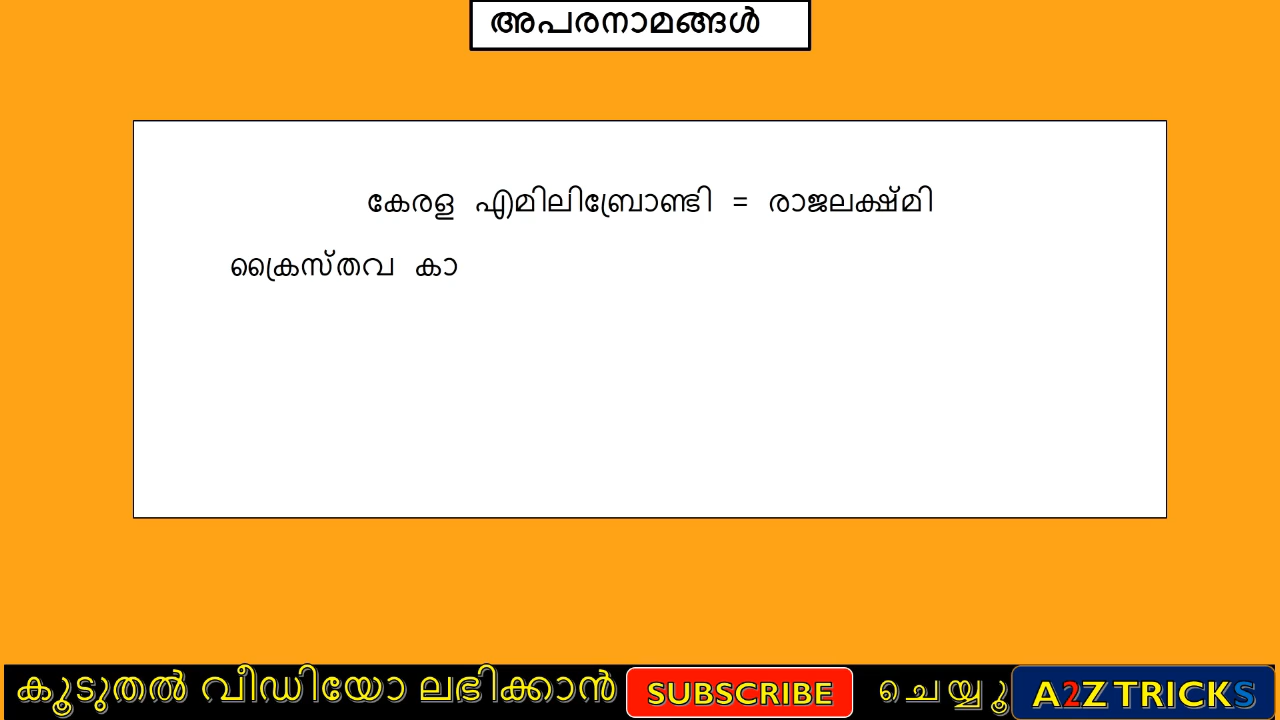 അപരനാമങ്ങൾ
കേരള എമിലിബ്രോണ്ടി = രാജലക്ഷ്മി
ക്രൈസ്തവ കാ
കൂടുതൽ വീഡിയോ ലഭിക്കാൻ SUBSCRIBE ചെയ്യൂ A2Z TRICKS